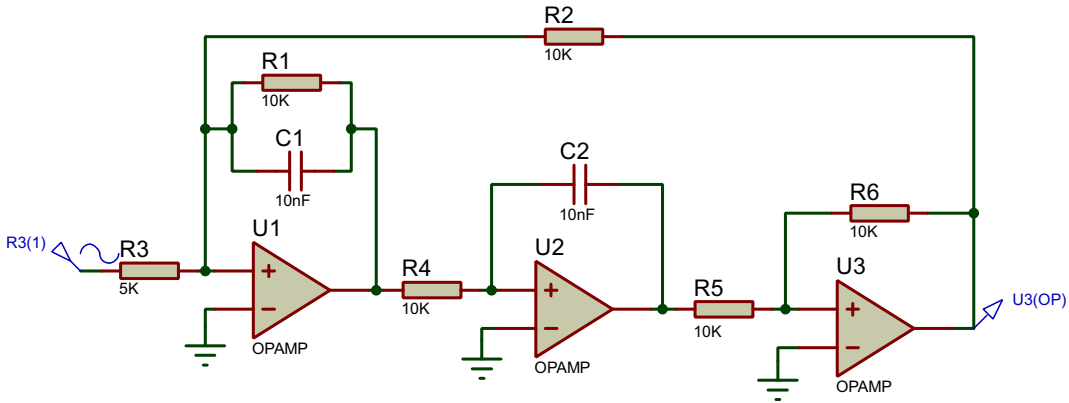 R2
10K
R1
10K
C1
10nF
C2
10nF
R6
10K
R3(1)
R3
5K
U1
+
−
OPAMP
R4
10K
U2
+
−
OPAMP
R5
10K
U3
+
−
OPAMP
U3(OP)